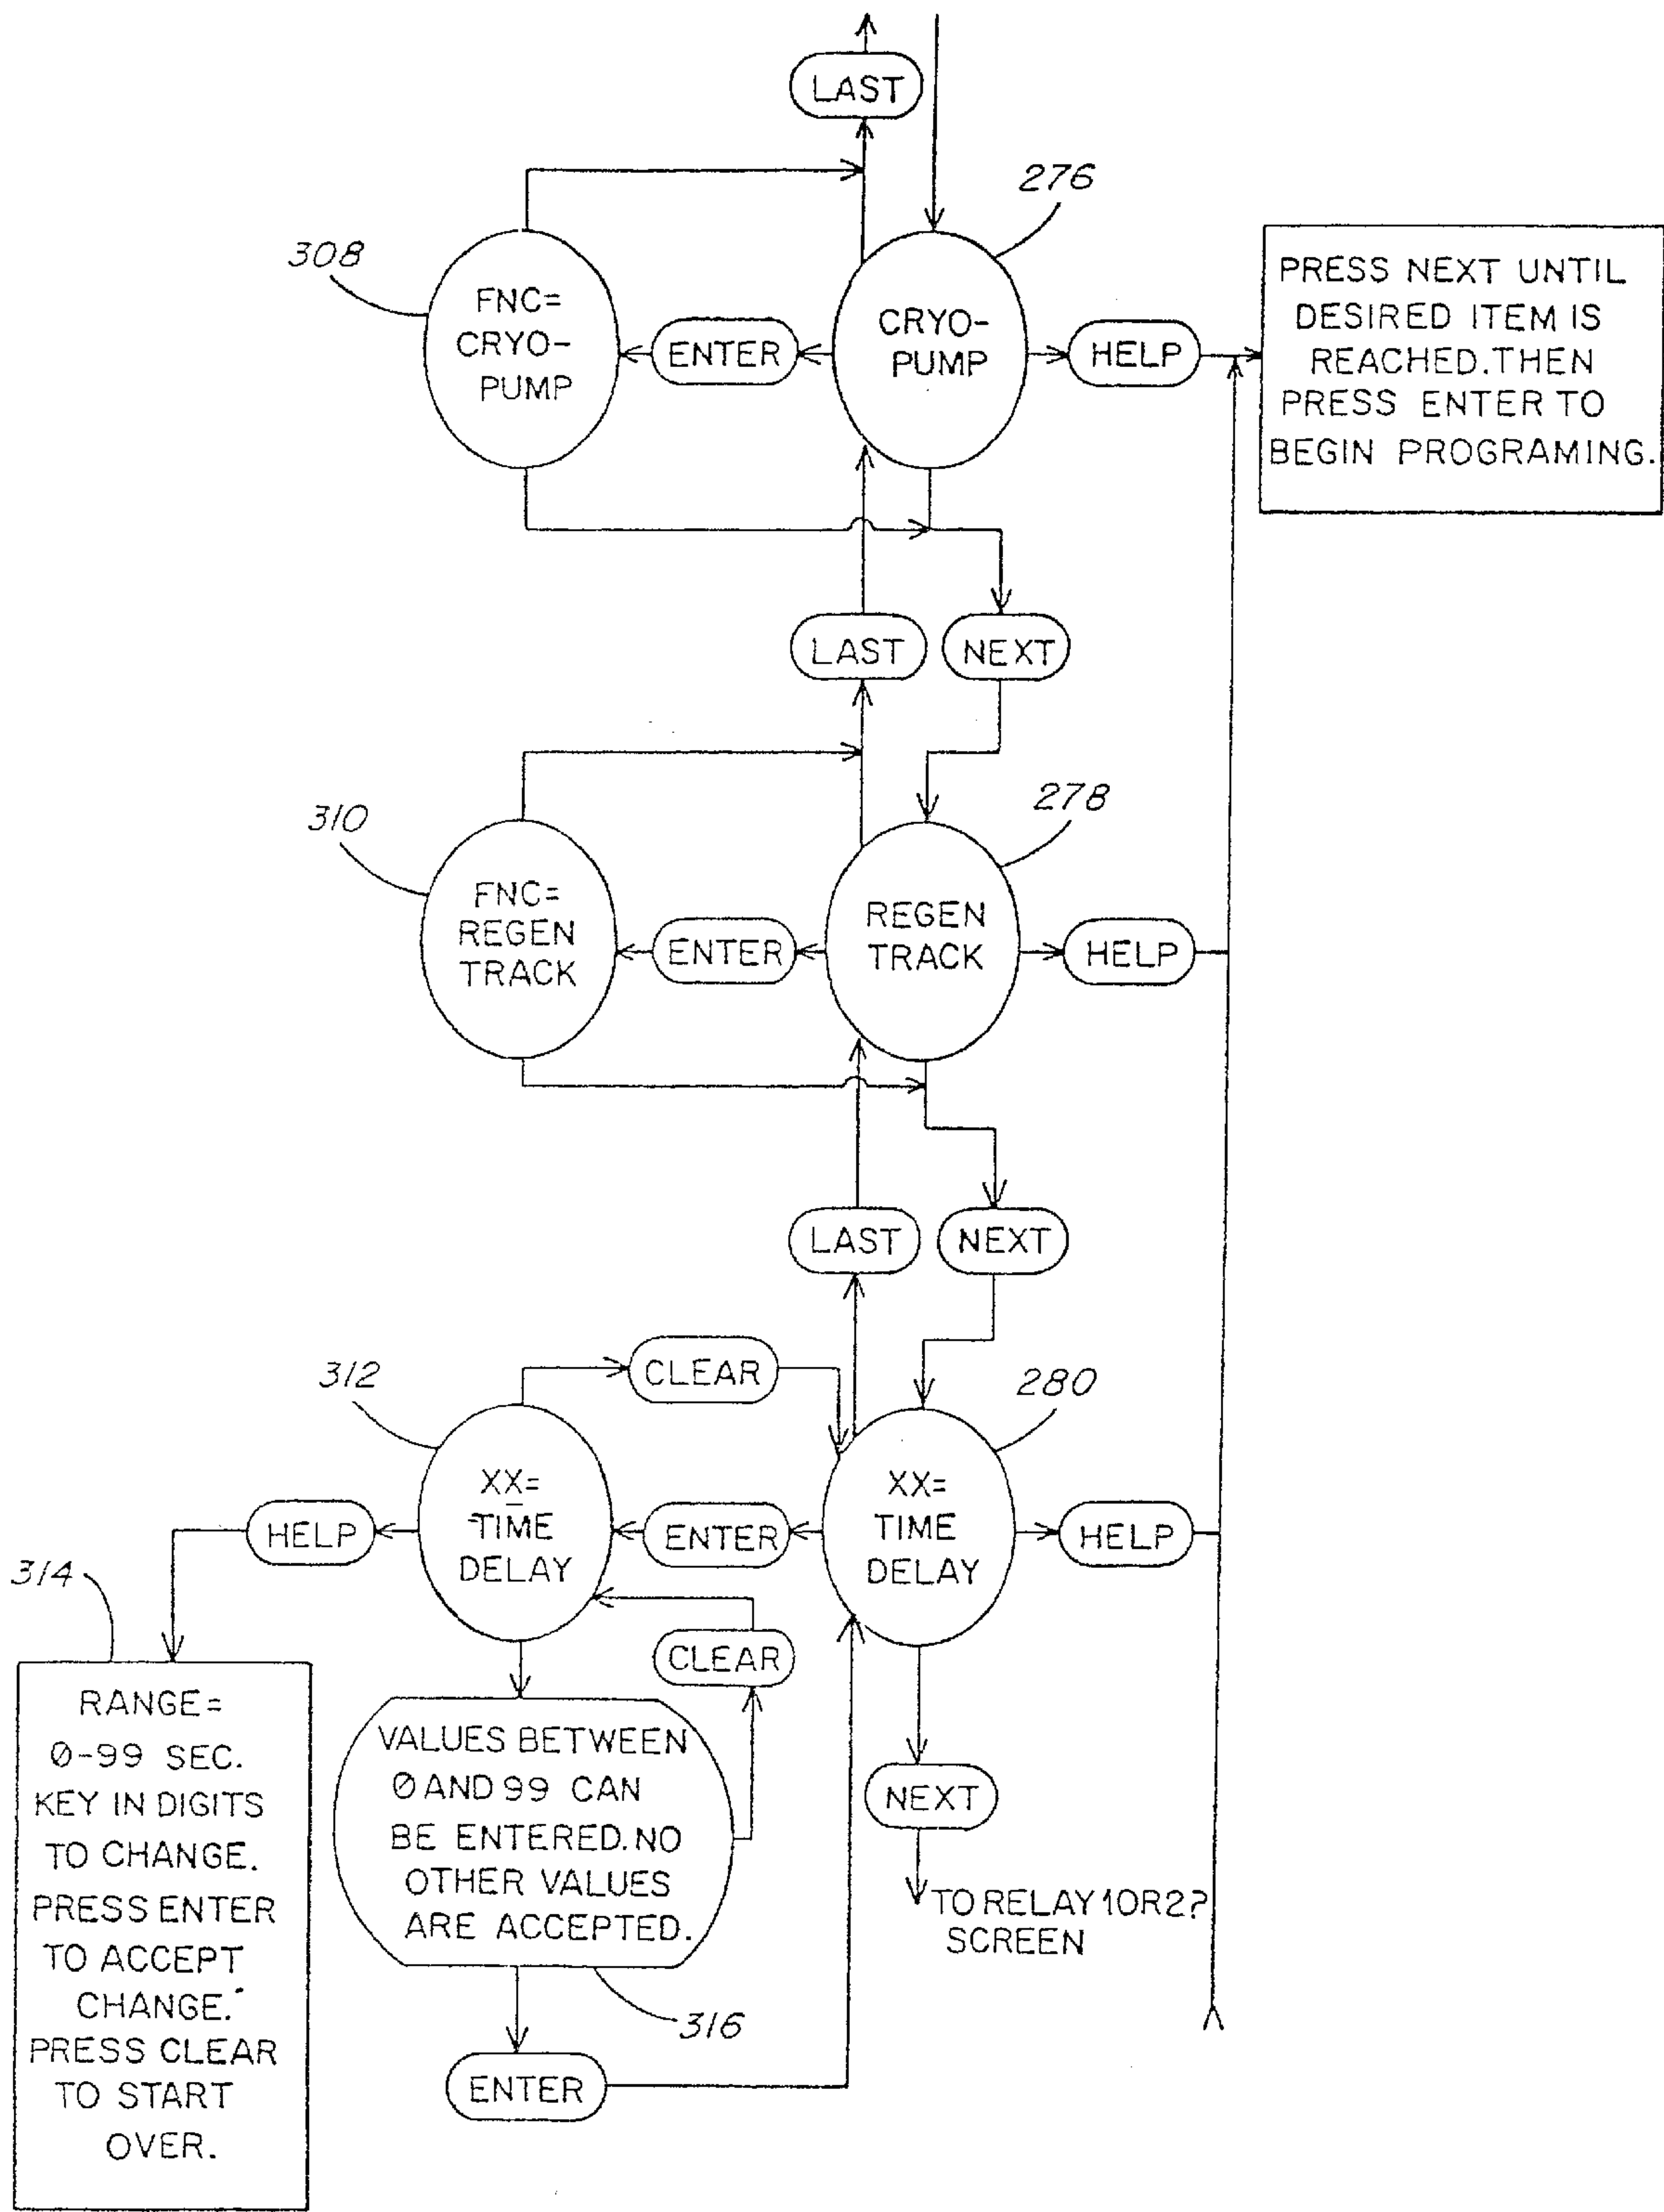 LAST
276
308
FNC=
CRYO-
PUMP
ENTER
CRYO-
PUMP
HELP
PRESS NEXT UNTIL
DESIRED ITEM IS
REACHED. THEN
PRESS ENTER TO
BEGIN PROGRAMING.
LAST
NEXT
278
310
FNC=
REGEN
TRACK
ENTER
REGEN
TRACK
HELP
LAST
NEXT
312
CLEAR
280
HELP
XX=
TIME
DELAY
ENTER
XX=
TIME
DELAY
HELP
314
CLEAR
RANGE=
0-99 SEC.
KEY IN DIGITS
TO CHANGE.
PRESS ENTER
TO ACCEPT
CHANGE.
PRESS CLEAR
TO START
OVER.
VALUES BETWEEN
0 AND 99 CAN
BE ENTERED. NO
OTHER VALUES
ARE ACCEPTED.
NEXT
TO RELAY 1OR2?
SCREEN
316
ENTER